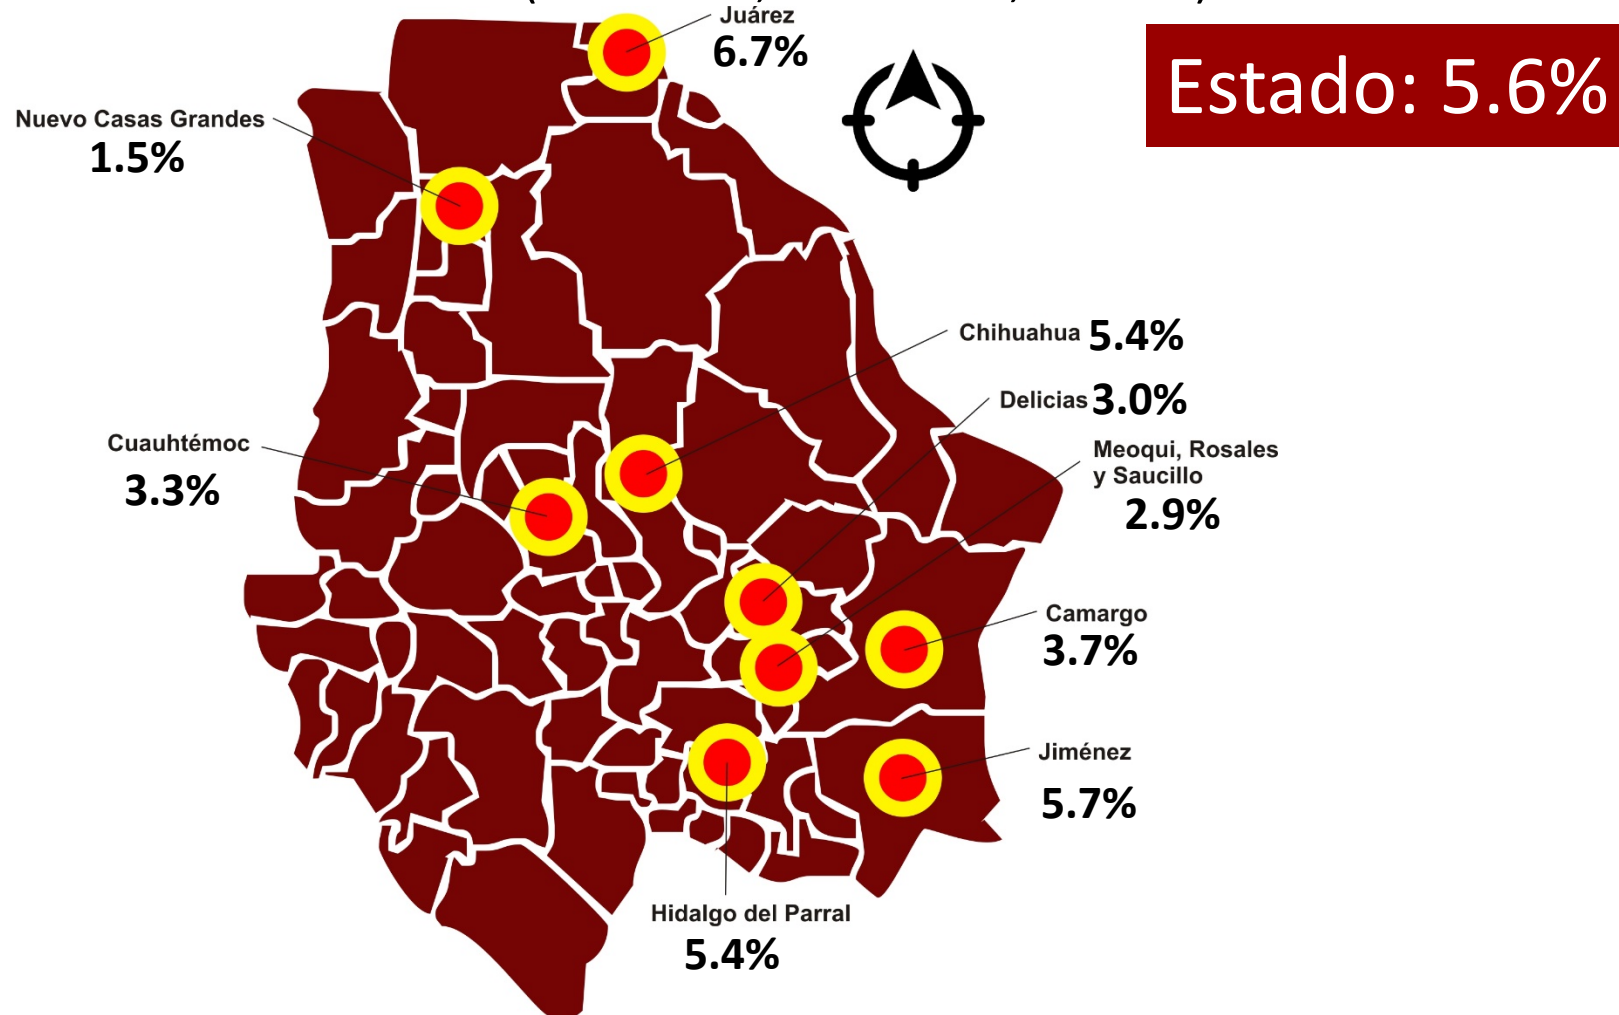 Juárez
6.7%
Estado: 5.6%
Nuevo Casas Grandes
1.5%
Chihuahua 5.4%
Delicias 3.0%
Cuauhtémoc
3.3%
Meoqui, Rosales
y Saucillo
2.9%
Camargo
3.7%
Jiménez
5.7%
Hidalgo del Parral
5.4%